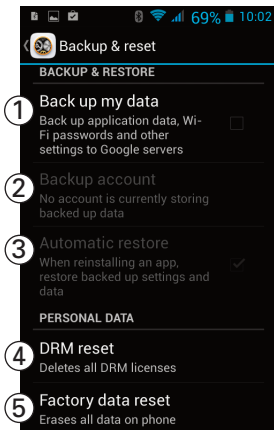 69% 10:02
Backup & reset
BACKUP & RESTORE
1 Back up my data
Back up application data, Wi-
Fi passwords and other
settings to Google servers
2 Backup account
No account is currently storing
backed up data
3 Automatic restore
When reinstalling an app,
restore backed up settings and
data
PERSONAL DATA
4 DRM reset
Deletes all DRM licenses
5 Factory data reset
Erases all data on phone